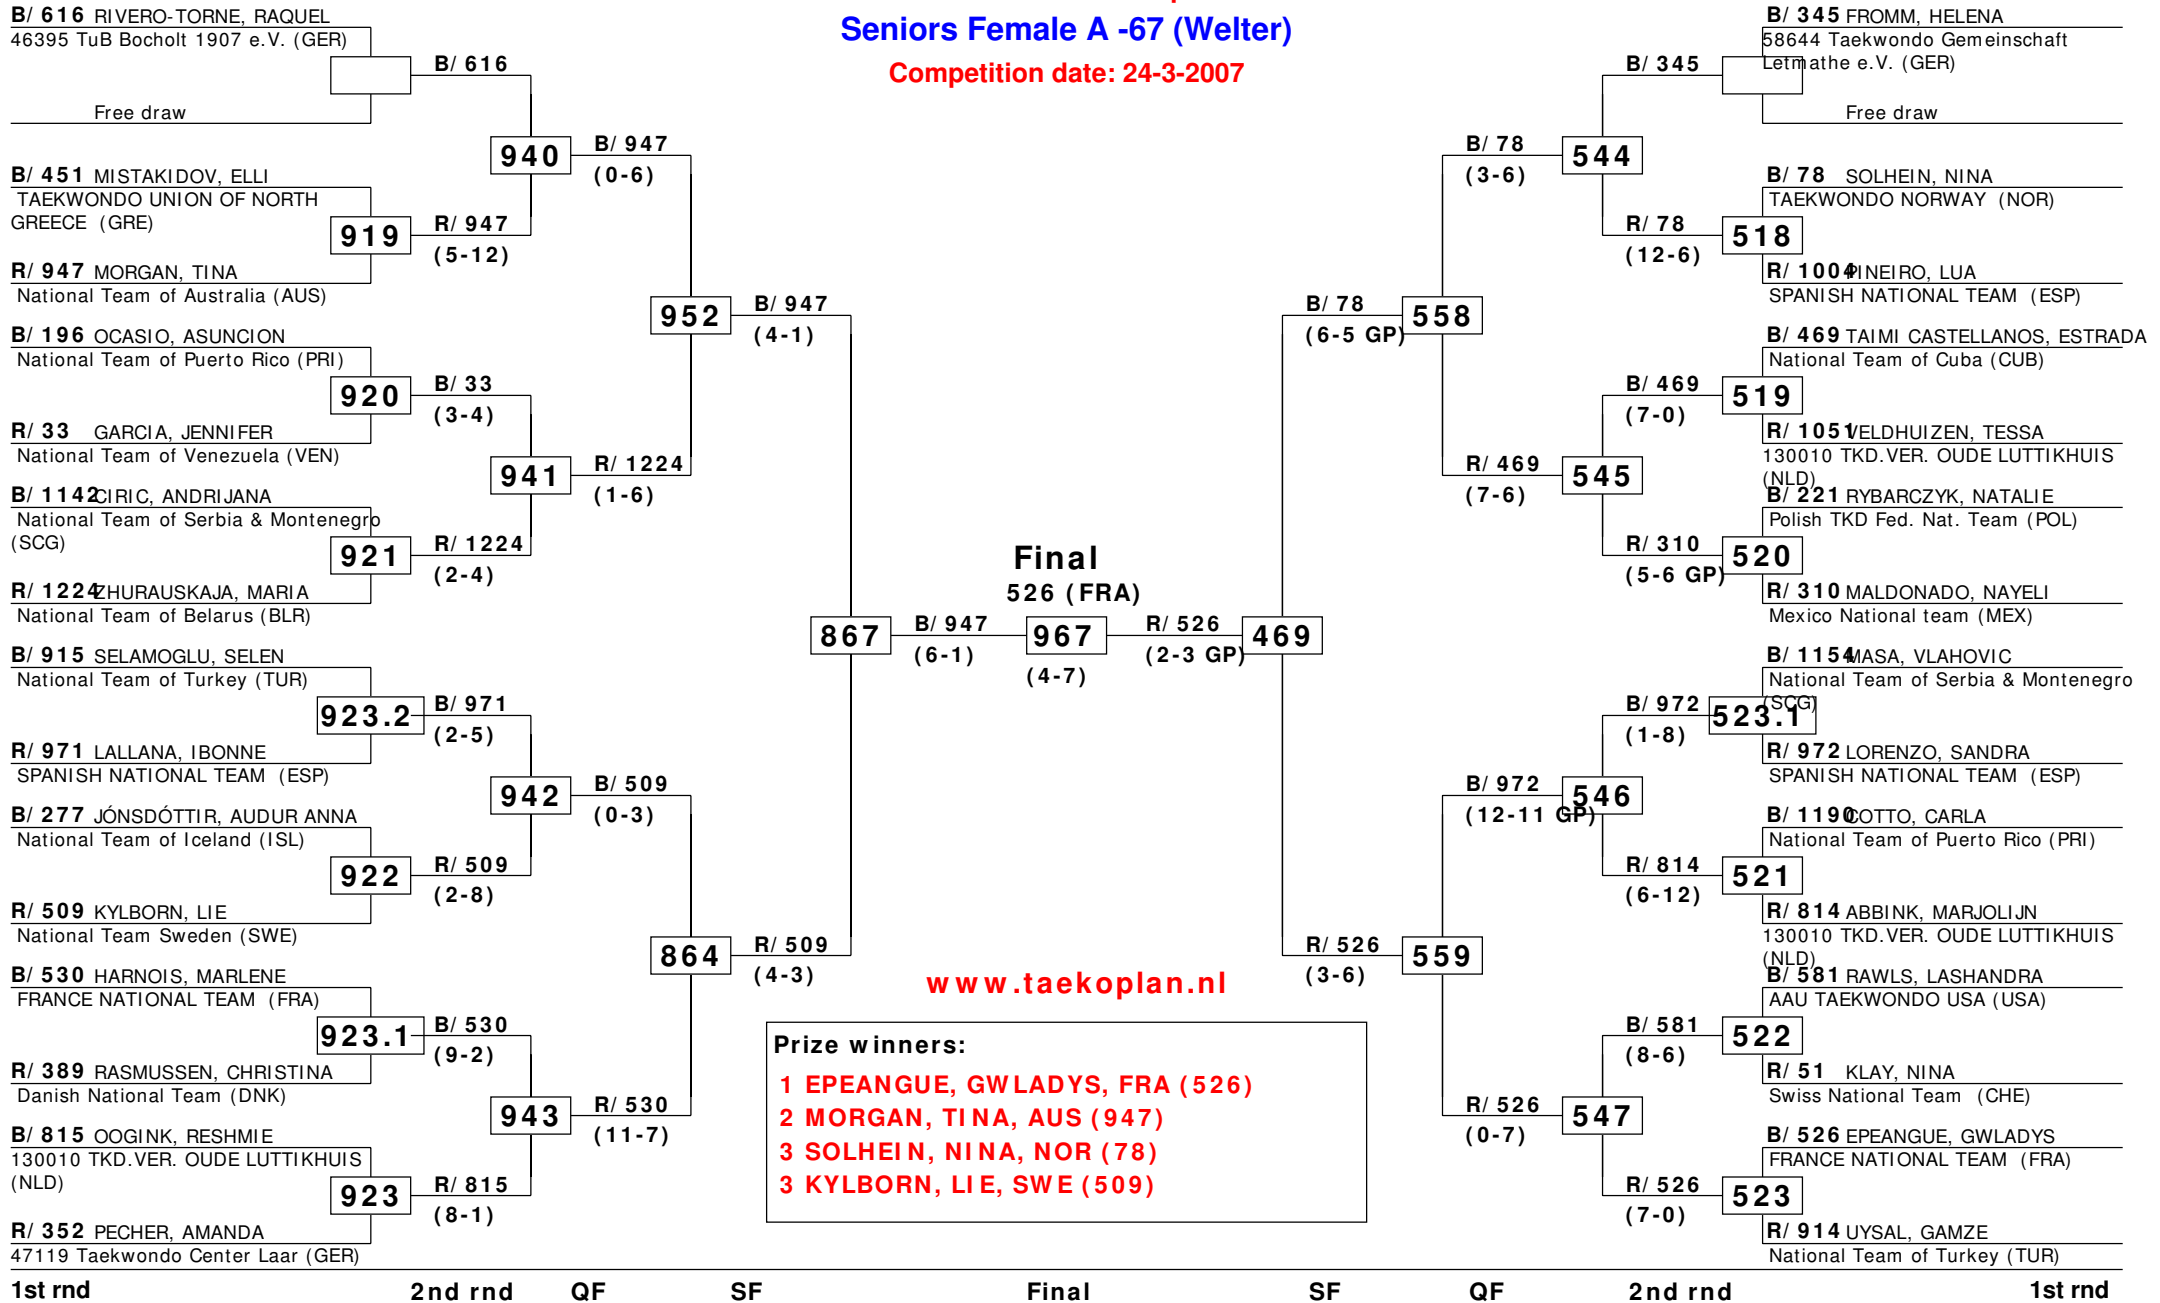 Seniors Female A -67 (Welter)
Competition date: 24-3-2007
B/ 616 RIVERO-TORNE, RAQUEL
46395 TuB Bocholt 1907 e.V. (GER)
Free draw
B/ 451 MISTAKIDOV, ELLI
TAEKWONDO UNION OF NORTH
GREECE (GRE)
919
R/ 947 MORGAN, TINA
National Team of Australia (AUS)
B/ 196 OCASIO, ASUNCION
National Team of Puerto Rico (PRI)
920
R/ 33 GARCIA, JENNIFER
National Team of Venezuela (VEN)
B/ 1142 CIRIC, ANDRIJANA
National Team of Serbia & Montenegro
(SCG)
921
R/ 1224 ZHURAUSKAJA, MARIA
National Team of Belarus (BLR)
B/ 915 SELAMOGLU, SELEN
National Team of Turkey (TUR)
923.2
R/ 971 LALLANA, IBONNE
SPANISH NATIONAL TEAM (ESP)
B/ 277 JÓNSDÓTTIR, AUDUR ANNA
National Team of Iceland (ISL)
922
R/ 509 KYLBORN, LIE
National Team Sweden (SWE)
B/ 530 HARNOIS, MARLENE
FRANCE NATIONAL TEAM (FRA)
923.1
R/ 389 RASMUSSEN, CHRISTINA
Danish National Team (DNK)
B/ 815 OOGINK, RESHMIE
130010 TKD.VER. OUDE LUTTIKHUIS
(NLD)
923
R/ 352 PECHER, AMANDA
47119 Taekwondo Center Laar (GER)
B/ 616
940
R/ 947
(5-12)
B/ 33
(3-4)
941
R/ 1224
(2-4)
B/ 971
(2-5)
942
R/ 509
(2-8)
B/ 530
(9-2)
943
R/ 815
(8-1)
B/ 947
(0-6)
952
R/ 1224
(1-6)
B/ 509
(0-3)
864
R/ 530
(11-7)
B/ 947
(4-1)
867
R/ 509
(4-3)
B/ 947
(6-1)
Final
526 (FRA)
967
(4-7)
R/ 526
(2-3 GP)
469
B/ 78
(6-5 GP)
R/ 526
(3-6)
558
559
B/ 78
(3-6)
R/ 469
(7-6)
B/ 972
(12-11 GP)
R/ 526
(0-7)
544
545
546
547
B/ 345
R/ 78
(12-6)
B/ 469
(7-0)
R/ 310
(5-6 GP)
B/ 972
(1-8)
R/ 814
(6-12)
B/ 581
(8-6)
R/ 526
(7-0)
B/ 345 FROMM, HELENA
58644 Taekwondo Gemeinschaft
Letmathe e.V. (GER)
Free draw
B/ 78 SOLHEIN, NINA
TAEKWONDO NORWAY (NOR)
518
R/ 1004 PINEIRO, LUA
SPANISH NATIONAL TEAM (ESP)
B/ 469 TAIMI CASTELLANOS, ESTRADA
National Team of Cuba (CUB)
519
R/ 1051 VELDHUIZEN, TESSA
130010 TKD.VER. OUDE LUTTIKHUIS
(NLD)
B/ 221 RYBARCZYK, NATALIE
Polish TKD Fed. Nat. Team (POL)
520
R/ 310 MALDONADO, NAYELI
Mexico National team (MEX)
B/ 1154 MASA, VLAHOVIC
National Team of Serbia & Montenegro
(SCG)
523.1
R/ 972 LORENZO, SANDRA
SPANISH NATIONAL TEAM (ESP)
B/ 1190 COTTO, CARLA
National Team of Puerto Rico (PRI)
521
R/ 814 ABBINK, MARJOLIJN
130010 TKD.VER. OUDE LUTTIKHUIS
(NLD)
B/ 581 RAWLS, LASHANDRA
AAU TAEKWONDO USA (USA)
522
R/ 51 KLAY, NINA
Swiss National Team (CHE)
B/ 526 EPEANGUE, GWLADYS
FRANCE NATIONAL TEAM (FRA)
523
R/ 914 UYSAL, GAMZE
National Team of Turkey (TUR)
www.taekoplan.nl
Prize winners:
1 EPEANGUE, GWLADYS, FRA (526)
2 MORGAN, TINA, AUS (947)
3 SOLHEIN, NINA, NOR (78)
3 KYLBORN, LIE, SWE (509)
1st rnd 2nd rnd QF SF Final SF QF 2nd rnd 1st rnd